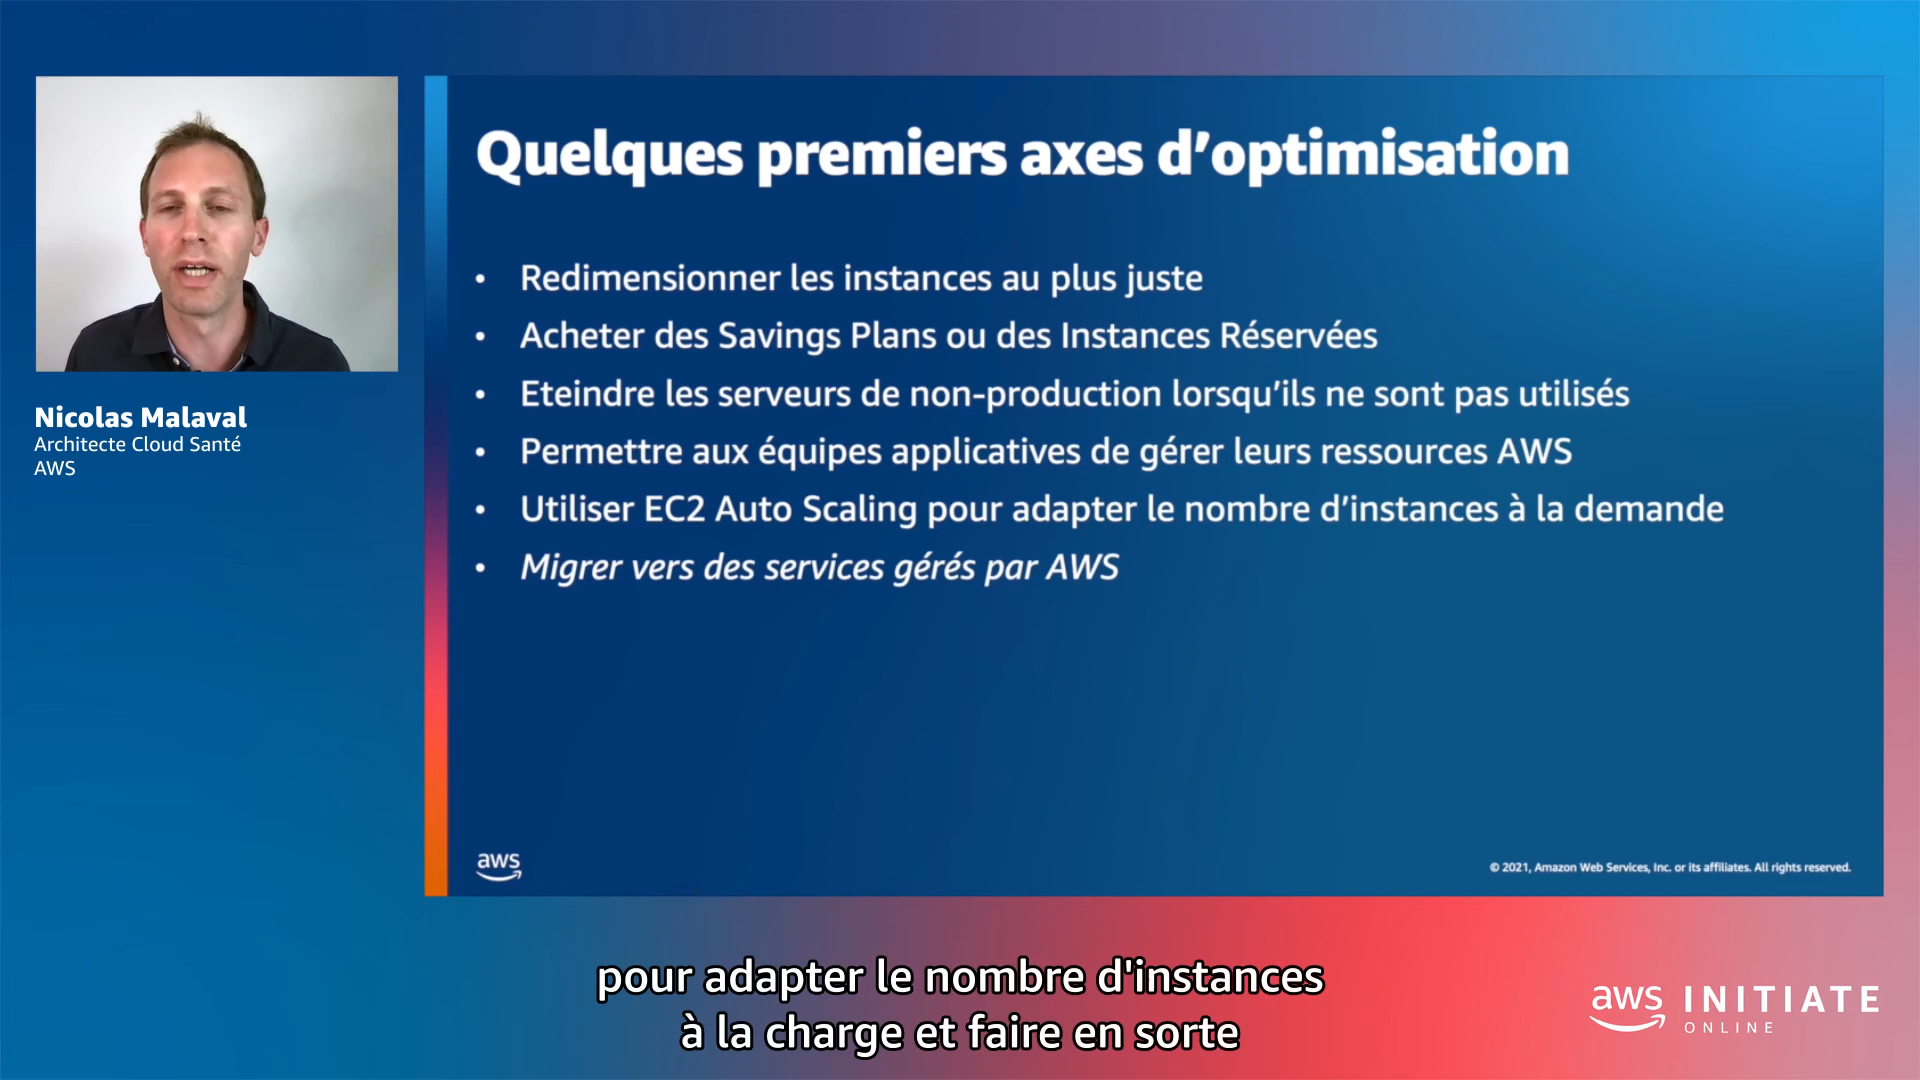 Quelques premiers axes d’optimisation
• Redimensionner les instances au plus juste
• Acheter des Savings Plans ou des Instances Réservées
• Eteindre les serveurs de non-production lorsqu’ils ne sont pas utilisés
• Permettre aux équipes applicatives de gérer leurs ressources AWS
• Utiliser EC2 Auto Scaling pour adapter le nombre d’instances à la demande
• Migrer vers des services gérés par AWS
Nicolas Malaval
Architecte Cloud Santé
AWS
aws
© 2021, Amazon Web Services, Inc. or its affiliates. All rights reserved.
pour adapter le nombre d'instances
à la charge et faire en sorte
aws INITIATE
ONLINE